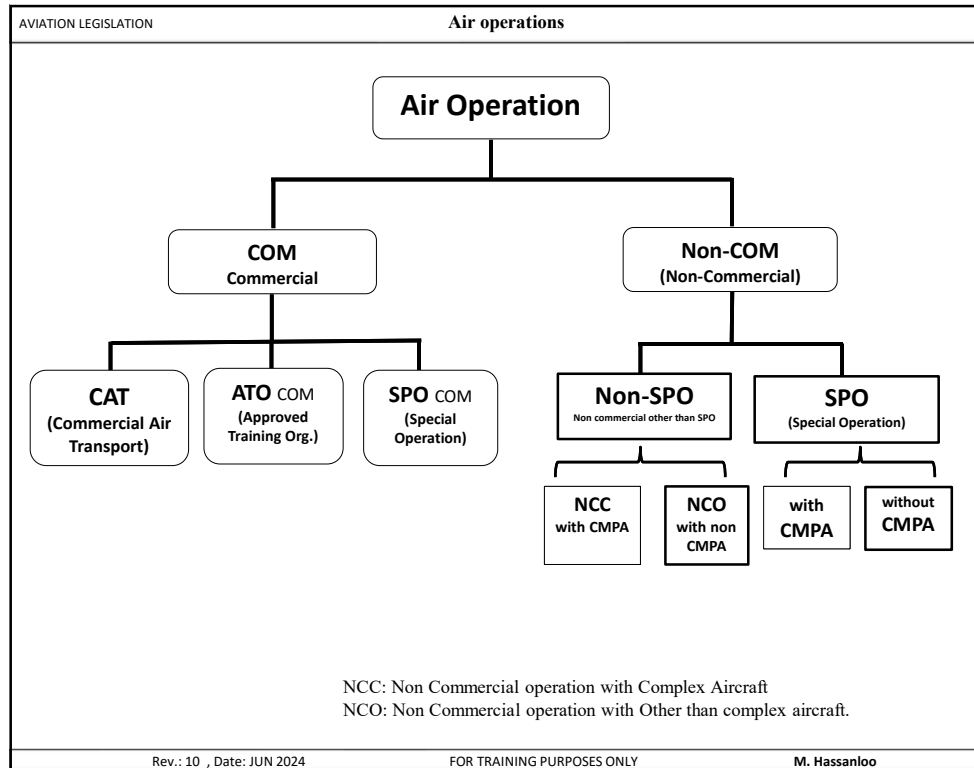 AVIATION LEGISLATION
Air operations
Air Operation
COM
Commercial
Non-COM
(Non-Commercial)
CAT
(Commercial Air
Transport)
ATO COM
(Approved
Training Org.)
SPO COM
(Special
Operation)
Non-SPO
Non commercial other than SPO
SPO
(Special Operation)
NCC
with CMPA
NCO
with non
CMPA
with
CMPA
without
CMPA
NCC: Non Commercial operation with Complex Aircraft
NCO: Non Commercial operation with Other than complex aircraft.
Rev.: 10 , Date: JUN 2024
FOR TRAINING PURPOSES ONLY
M. Hassanloo